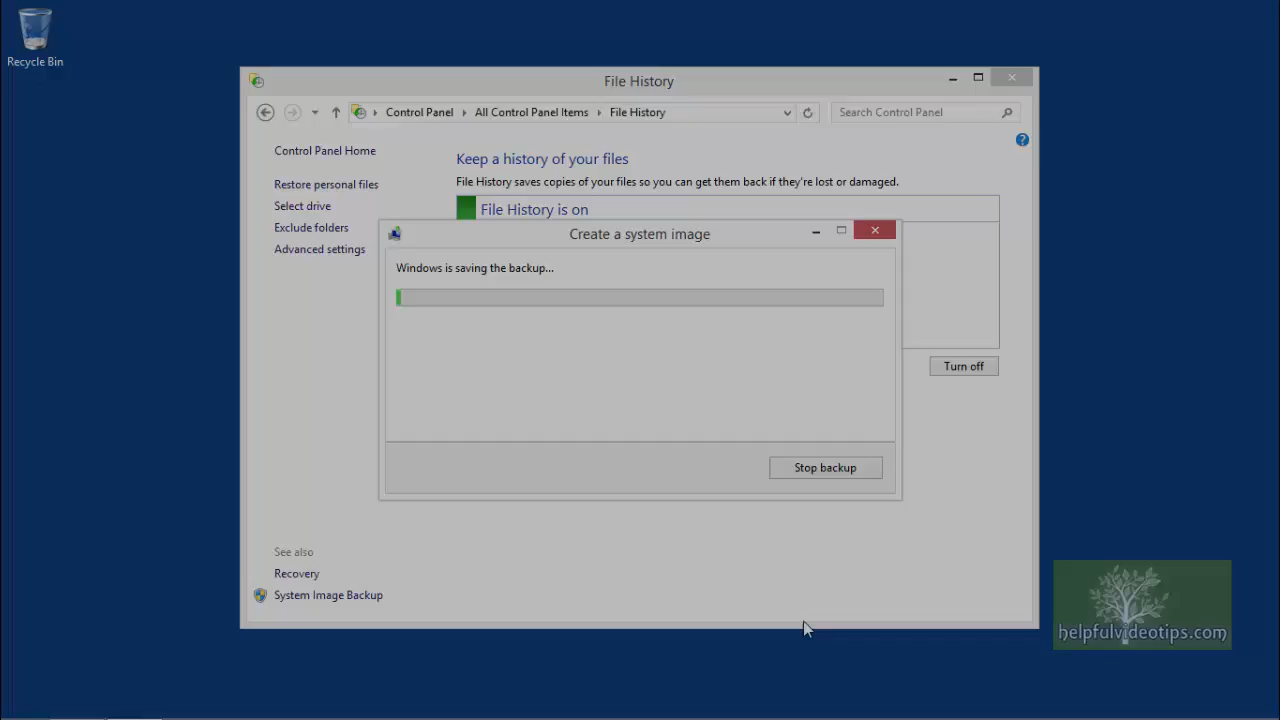 Recycle Bin
File History
Control Panel
All Control Panel Items
File History
Search Control Panel
Control Panel Home
Restore personal files
Select drive
Exclude folders
Advanced settings
Keep a history of your files
File History saves copies of your files so you can get them back if they're lost or damaged.
File History is on
Create a system image
Windows is saving the backup...
Stop backup
Turn off
See also
Recovery
System Image Backup
helpfulvideotips.com